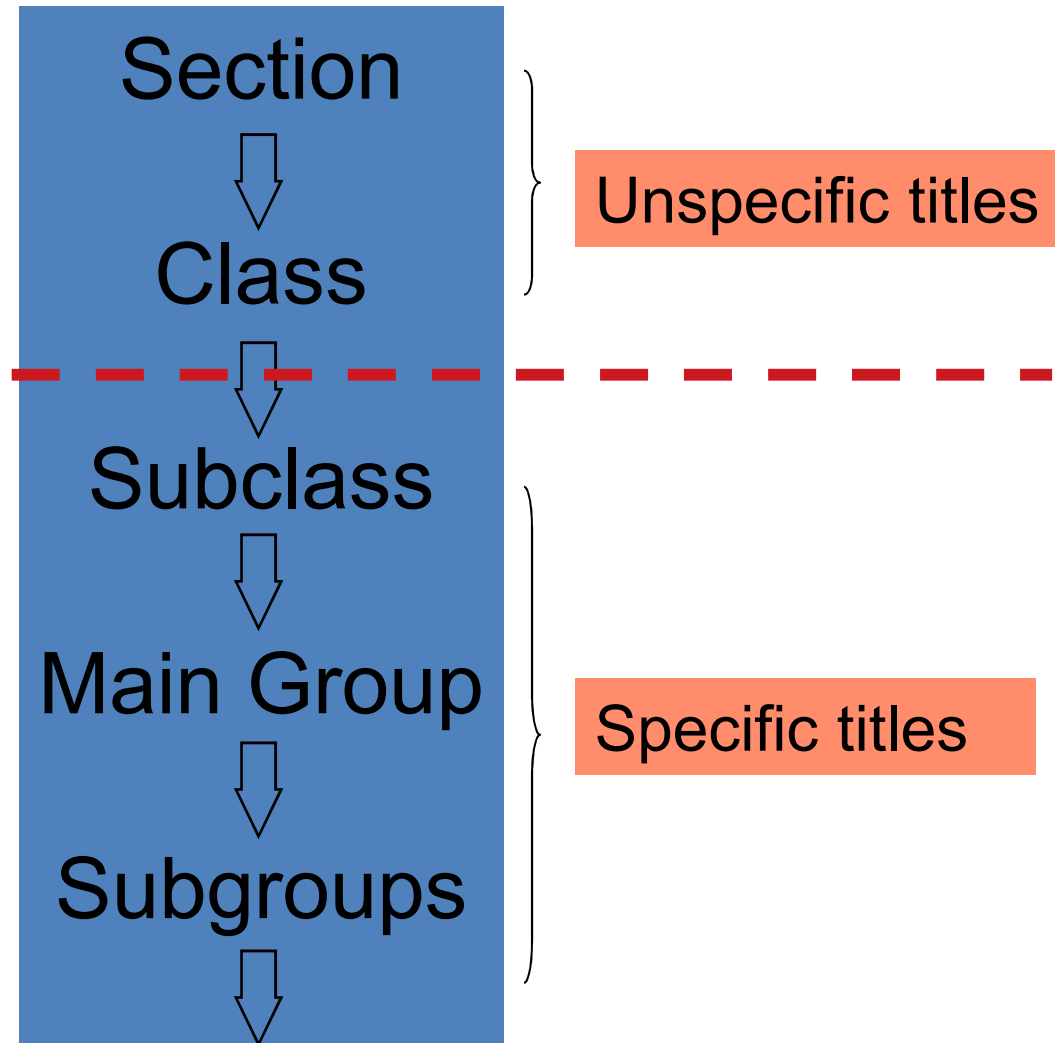 Section
Unspecific titles
Class
Subclass
Main Group
Specific titles
Subgroups